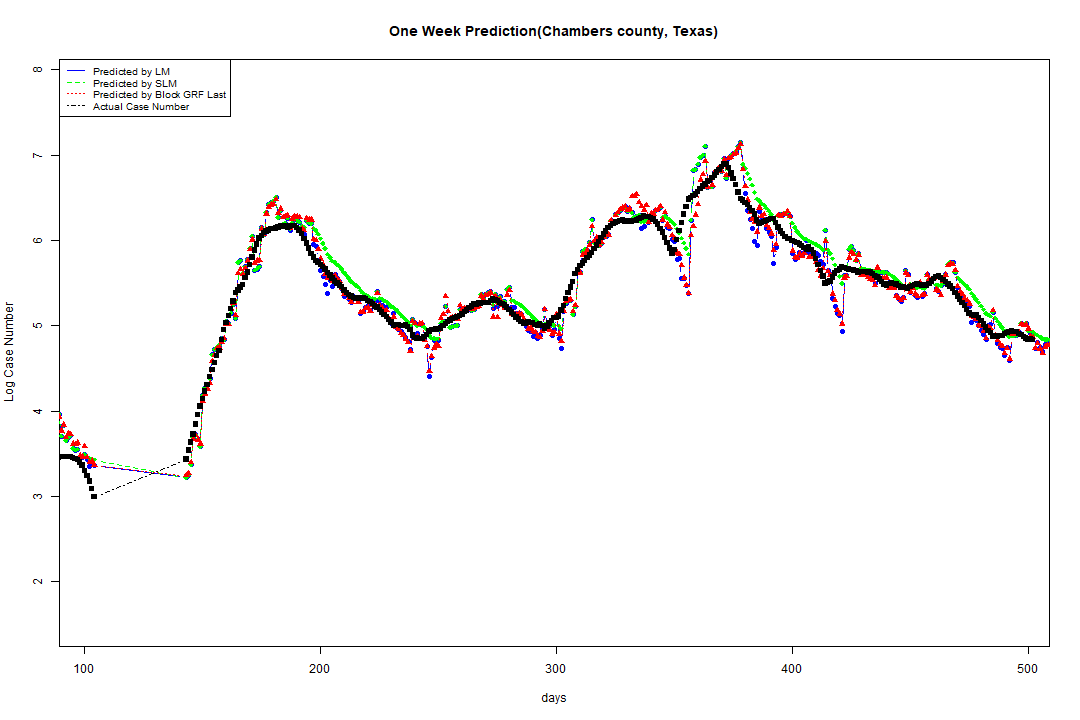 One Week Prediction(Chambers county, Texas)
Predicted by LM
Predicted by SLM
Predicted by Block GRF Last
Actual Case Number
8
7
6
5
4
3
2
Log Case Number
100 200 300 400 500
days